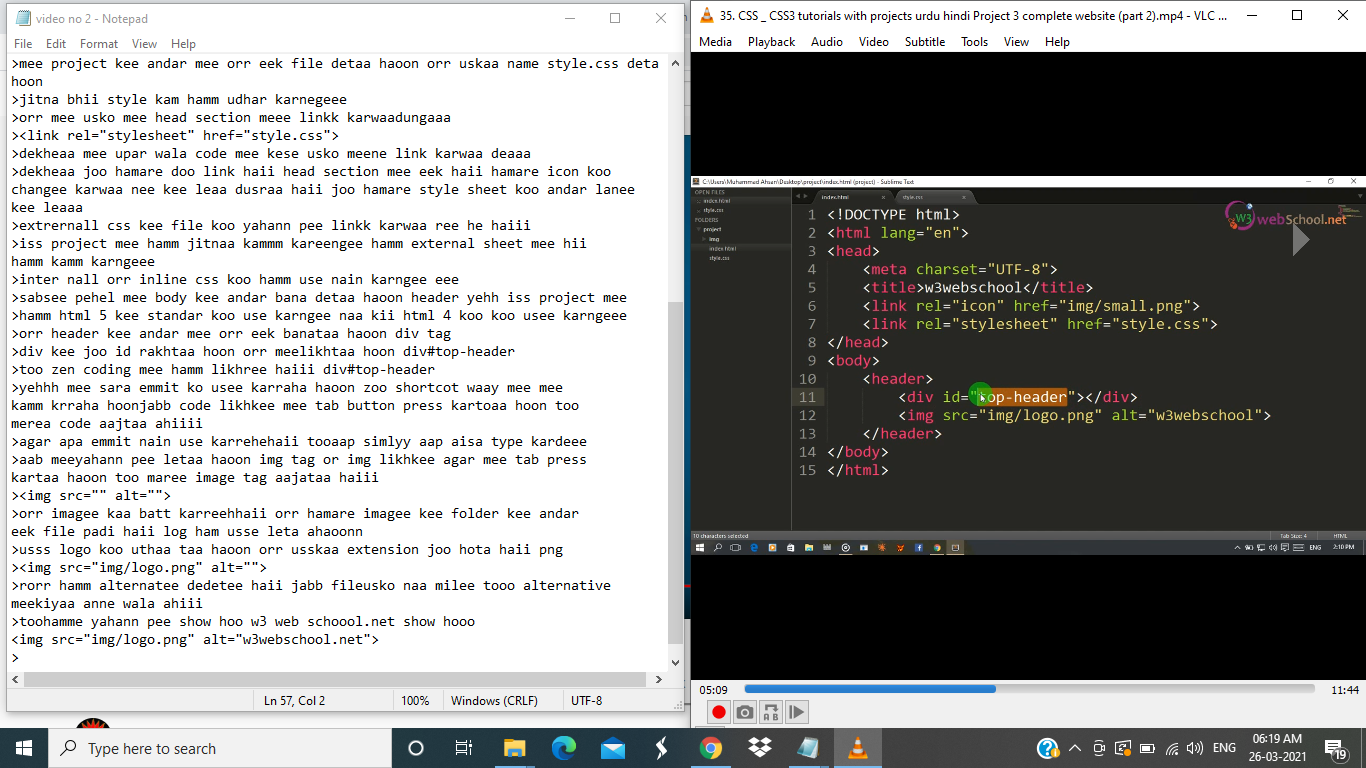 video no 2 - Notepad
File Edit Format View Help
>mee project kee andar mee orr eek file detaa haoon orr uskaa name style.css deta
hoon
>jitna bhii style kam hamm udhar karnegeee
>orr mee usko mee head section meee linkk karwaadungaaa
><link rel="stylesheet" href="style.css">
>dekheaa mee upar wala code mee kese usko meene link karwaa deaaa
>dekheaa joo hamare doo link haii head section mee eek haii hamare icon koo
changee karwaa nee kee leaa dusraa haii joo hamare style sheet koo andar lanee
kee leaaa
>extrernall css kee file koo yahann pee linkk karwaa ree he haiii
>iss project mee hamm jitnaa kammm kareengee hamm external sheet mee hii
hamm kamm karngeee
>inter nall orr inline css koo hamm use nain karngee eee
>sabsee pehel mee body kee andar bana detaa haoon header yehh iss project mee
>hamm html 5 kee standar koo use karngee naa kii html 4 koo koo usee karngeee
>orr header kee andar mee orr eek banataa haoon div tag
>div kee joo id rakhtaa hoon orr meelikhtaa hoon div#top-header
>too zen coding mee hamm likhree haiii div#top-header
>yehhh mee sara emmit ko usee karraha haoon zoo shortcot waay mee mee
kamm krraha hoonjabb code likhkee mee tab button press kartoaa hoon too
merea code aajtaa ahiiii
>agar apa emmit nain use karrehehaii tooaap simlyy aap aisa type kardeee
>aab meeyahann pee letaa haoon img tag or img likhkee agar mee tab press
kartaa haoon too maree image tag aajataa haiii
><img src="" alt="">
>orr imagee kaa batt karreehhaii orr hamare imagee kee folder kee andar
eek file padi haii log ham usse leta ahaoonn
>usss logo koo uthaa taa haoon orr usskaa extension joo hota haii png
><img src="img/logo.png" alt="">
>rorr hamm alternatee dedetee haii jabb fileusko naa milee tooo alternative
meekiyaa anne wala ahiii
>toohamme yahann pee show hoo w3 web schoool.net show hooo
<img src="img/logo.png" alt="w3webschool.net">
>
Ln 57, Col 2 100% Windows (CRLF) UTF-8
35. CSS _ CSS3 tutorials with projects urdu hindi Project 3 complete website (part 2).mp4 - VLC ...
Media Playback Audio Video Subtitle Tools View Help
C:\Users\Muhammad Ahsan\Desktop\project\index.html (project) - Sublime Text
OPEN FILES
index.html
style.css
FOLDERS
project
img
index.html
style.css
index.html style.css
W3 webSchool.net
1 <!DOCTYPE html>
2 <html lang="en">
3 <head>
4 <meta charset="UTF-8">
5 <title>w3webschool</title>
6 <link rel="icon" href="img/small.png">
7 <link rel="stylesheet" href="style.css">
8 </head>
9 <body>
10 <header>
11 <div id="top-header"></div>
12 <img src="img/logo.png" alt="w3webschool">
13 </header>
14 </body>
15 </html>
10 characters selected Tab Size: 4 HTML
ENG 2:10 PM
05:09 11:44
Type here to search
ENG
06:19 AM
26-03-2021
19